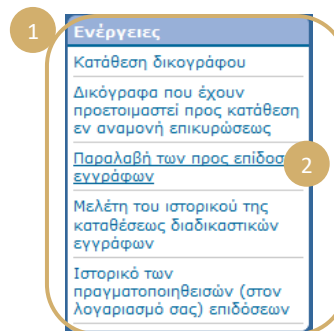 1
Ενέργειες
Κατάθεση δικογράφου
Δικόγραφα που έχουν
προετοιμαστεί προς κατάθεση
εν αναμονή επικυρώσεως
Παραλαβή των προς
2
εγγράφων
Μελέτη του ιστορικού της
καταθέσεως διαδικαστικών
εγγράφων
Ιστορικό των
πραγματοποιηθεισών (στον
λογαριασμό σας) επιδόσεων